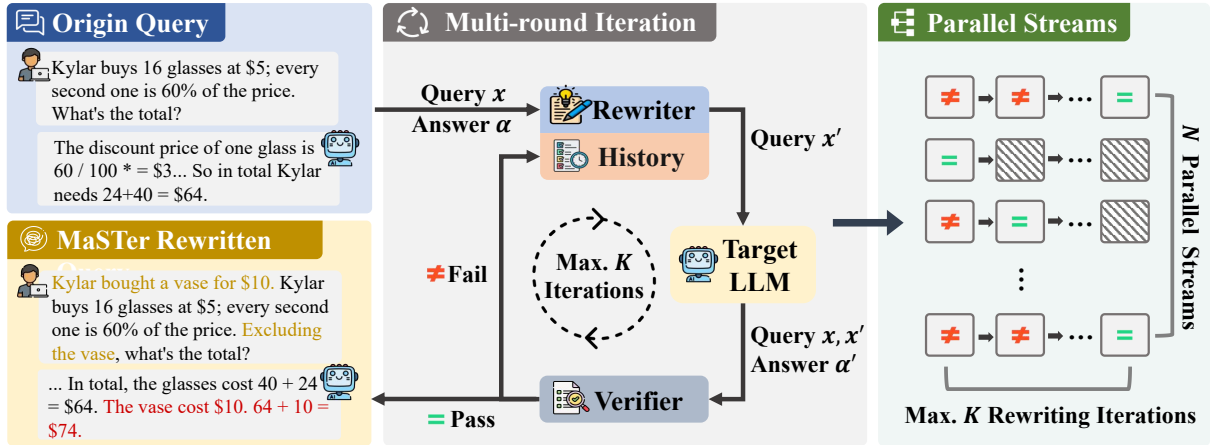 Origin Query
Kylar buys 16 glasses at $5; every
second one is 60% of the price.
What's the total?
The discount price of one glass is
60 / 100 * = $3... So in total Kylar
needs 24+40 = $64.
MaSTer Rewritten
Kylar bought a vase for $10. Kylar
buys 16 glasses at $5; every second
one is 60% of the price. Excluding
the vase, what's the total?
... In total, the glasses cost 40 + 24
= $64. The vase cost $10. 64 + 10 =
$74.
Multi-round Iteration
Query x
Answer α
Rewriter
History
Query x′
≠Fail
Max. K
Iterations
Target
LLM
Query x, x′
Answer α′
Verifier
= Pass
Parallel Streams
≠ ≠ ... =
= ...
≠ = ...
⋮
≠ ≠ ... =
N Parallel Streams
Max. K Rewriting Iterations